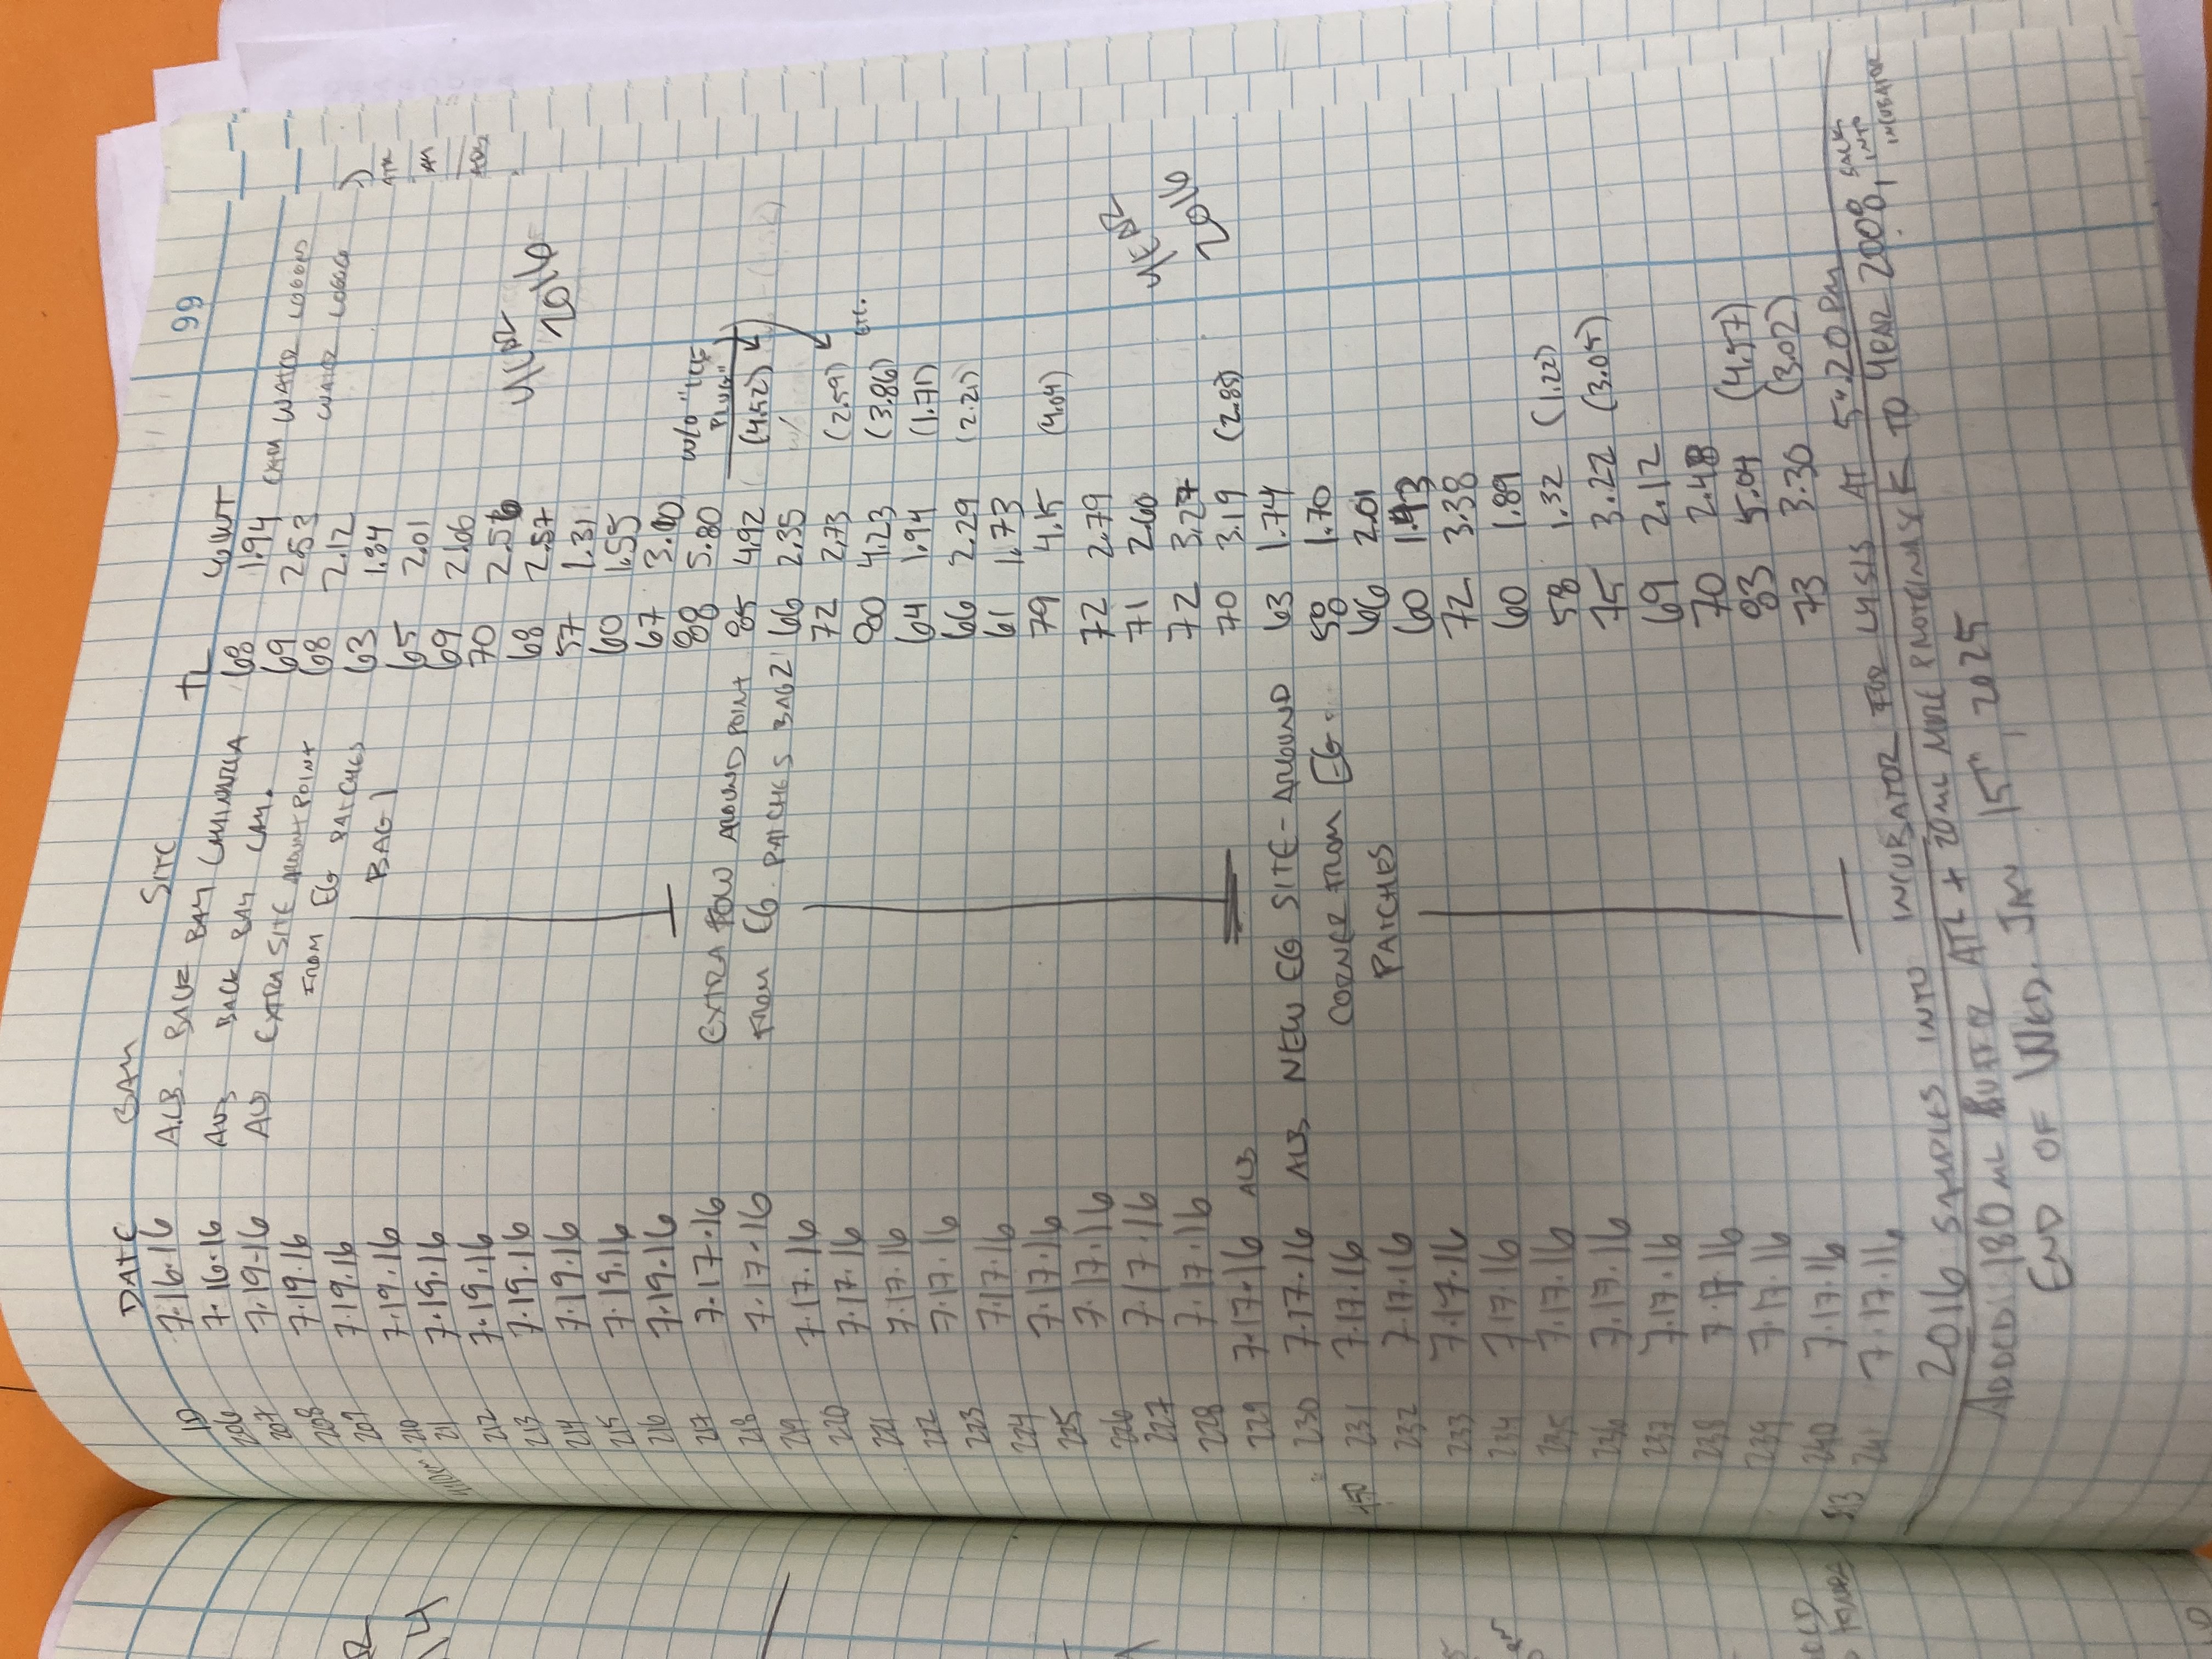 99
ID DATE BAY SITE TL W/WT
206 7.16.16 ALB. BACK BAY LAMINARIA 68 1.94 EXTRA WATER LOGGED
207 7.16.16 ALB BACK BAY LAM. 69 2.53 WATER LOGGED
208 7.19-16 ALB EXTRA SITE AROUNT POINT 68 2.12
209 7.19.16 FROM EG PATCHES 63 1.84
210 7.19.16 BAG 1 65 2.01
211 7.19.16 69 2.06
212 7.19.16 70 2.56
213 7.19.16 68 2.57
214 7.19.16 57 1.31
215 7.19.16 60 1.55
216 7.19.16 67 3.00
217 7.19.16 88 5.80 w/o "ICE PLUG"
218 7.17.16 EXTRA FOW AROUND POINT 85 4.92 (4.52)
219 7.17.16 FROM EG PATCHES BAG 2 66 2.35
220 7.17.16 72 2.73 (2.59)
221 7.17.16 80 4.23 (3.86) ETC.
222 7.17.16 64 1.94 (1.71)
223 7.17.16 66 2.29 (2.21)
224 7.17.16 61 1.73
225 7.17.16 79 4.15 (4.04)
226 7.17.16 72 2.79
227 7.17.16 71 2.60
228 7.17.16 72 3.27
229 7.17.16 ALB 70 3.19 (2.85)
230 7.17.16 ALB NEW EG SITE - AROUND 63 1.74
231 7.17.16 CORNER FROM EG 58 1.70
232 7.17.16 PATCHES 66 2.01
233 7.17.16 60 1.43
234 7.17.16 72 3.38
235 7.17.16 60 1.89
236 7.17.16 58 1.32 (1.22)
237 7.17.16 75 3.22 (3.05)
238 7.17.16 69 2.12
239 7.17.16 70 2.48
240 7.17.16 83 5.04 (4.57)
241 7.17.16 73 3.30 (3.02)
YEAR
2016
YEAR
2016
2016 SAMPLES INTO INCUBATOR FOR LYSIS AT 5:20 PM
ADDED 180 ML BUFFER ATL + 20 ML MORE PROTEINASE K TO YEAR 2008, BACK INTO INCUBATOR
END OF WED. JAN 15th, 2025